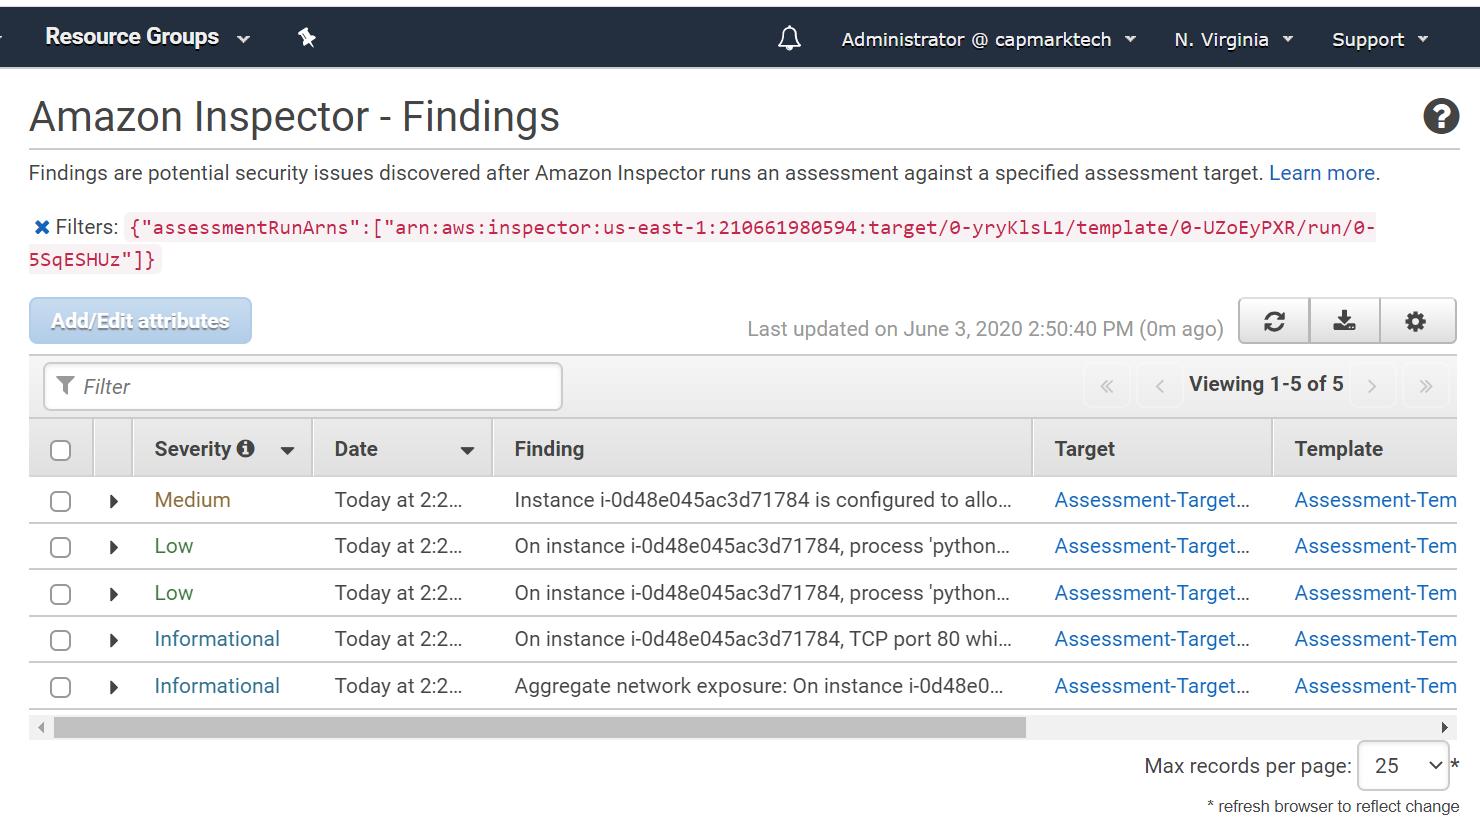 Resource Groups
Administrator @ capmarktech N. Virginia Support
Amazon Inspector - Findings
Findings are potential security issues discovered after Amazon Inspector runs an assessment against a specified assessment target. Learn more.
Filters: {"assessmentRunArns":["arn:aws:inspector:us-east-1:210661980594:target/0-yryKlsL1/template/0-UZoEyPXR/run/0-
5SqESHUz"]}
Add/Edit attributes
Last updated on June 3, 2020 2:50:40 PM (0m ago)
Filter
Viewing 1-5 of 5
Severity Date Finding Target Template
Medium Today at 2:2... Instance i-0d48e045ac3d71784 is configured to allo... Assessment-Target... Assessment-Tem
Low Today at 2:2... On instance i-0d48e045ac3d71784, process 'python... Assessment-Target... Assessment-Tem
Low Today at 2:2... On instance i-0d48e045ac3d71784, process 'python... Assessment-Target... Assessment-Tem
Informational Today at 2:2... On instance i-0d48e045ac3d71784, TCP port 80 whi... Assessment-Target... Assessment-Tem
Informational Today at 2:2... Aggregate network exposure: On instance i-0d48e0... Assessment-Target... Assessment-Tem
Max records per page: 25 *
* refresh browser to reflect change